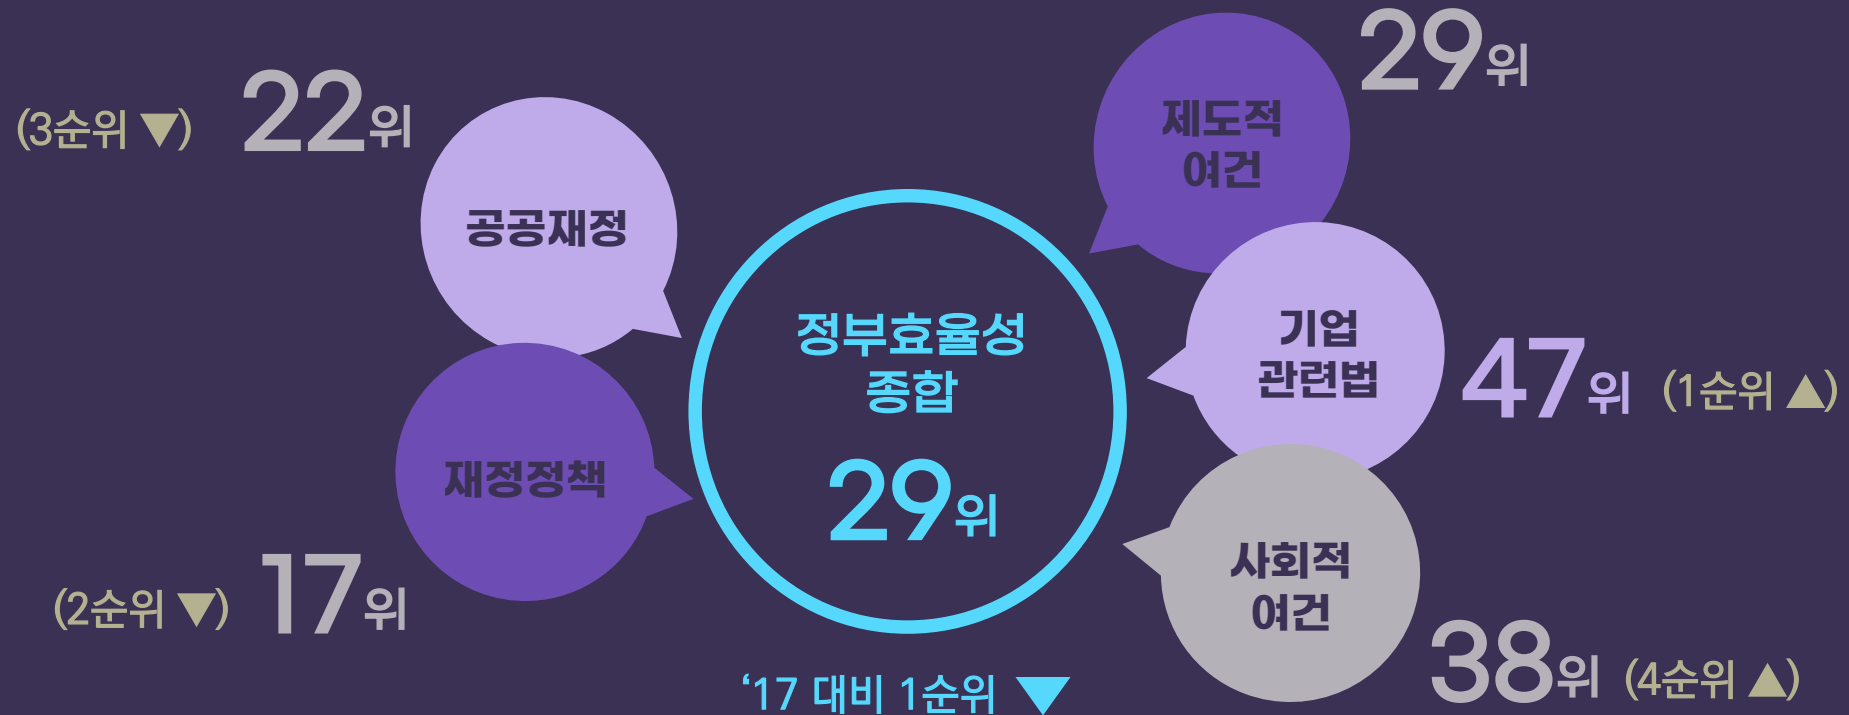 (3순위 ▼) 22위
공공재정
재정정책
(2순위 ▼) 17위
정부효율성
종합
29위
‘17 대비 1순위 ▼
제도적
여건
29위
기업
관련법
47위 (1순위 ▲)
사회적
여건
38위 (4순위 ▲)